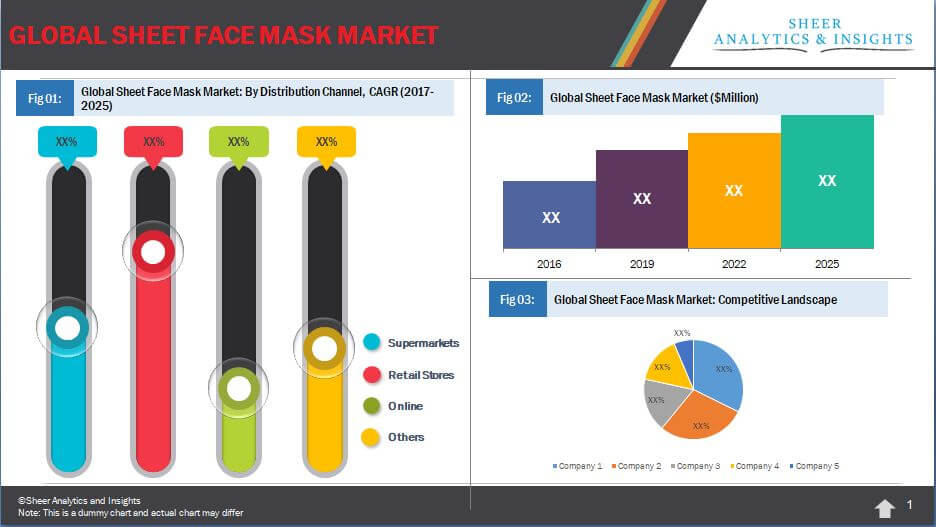 GLOBAL SHEET FACE MASK MARKET
SHEER
ANALYTICS & INSIGHTS
Fig 01:
Global Sheet Face Mask Market: By Distribution Channel, CAGR (2017-
2025)
XX%
XX%
XX%
XX%
Supermarkets
Retail Stores
Online
Others
Fig 02:
Global Sheet Face Mask Market ($Million)
XX
XX
XX
XX
2016
2019
2022
2025
Fig 03:
Global Sheet Face Mask Market: Competitive Landscape
XX%
XX%
XX%
XX%
XX%
Company 1
Company 2
Company 3
Company 4
Company 5
©Sheer Analytics and Insights
Note: This is a dummy chart and actual chart may differ
1